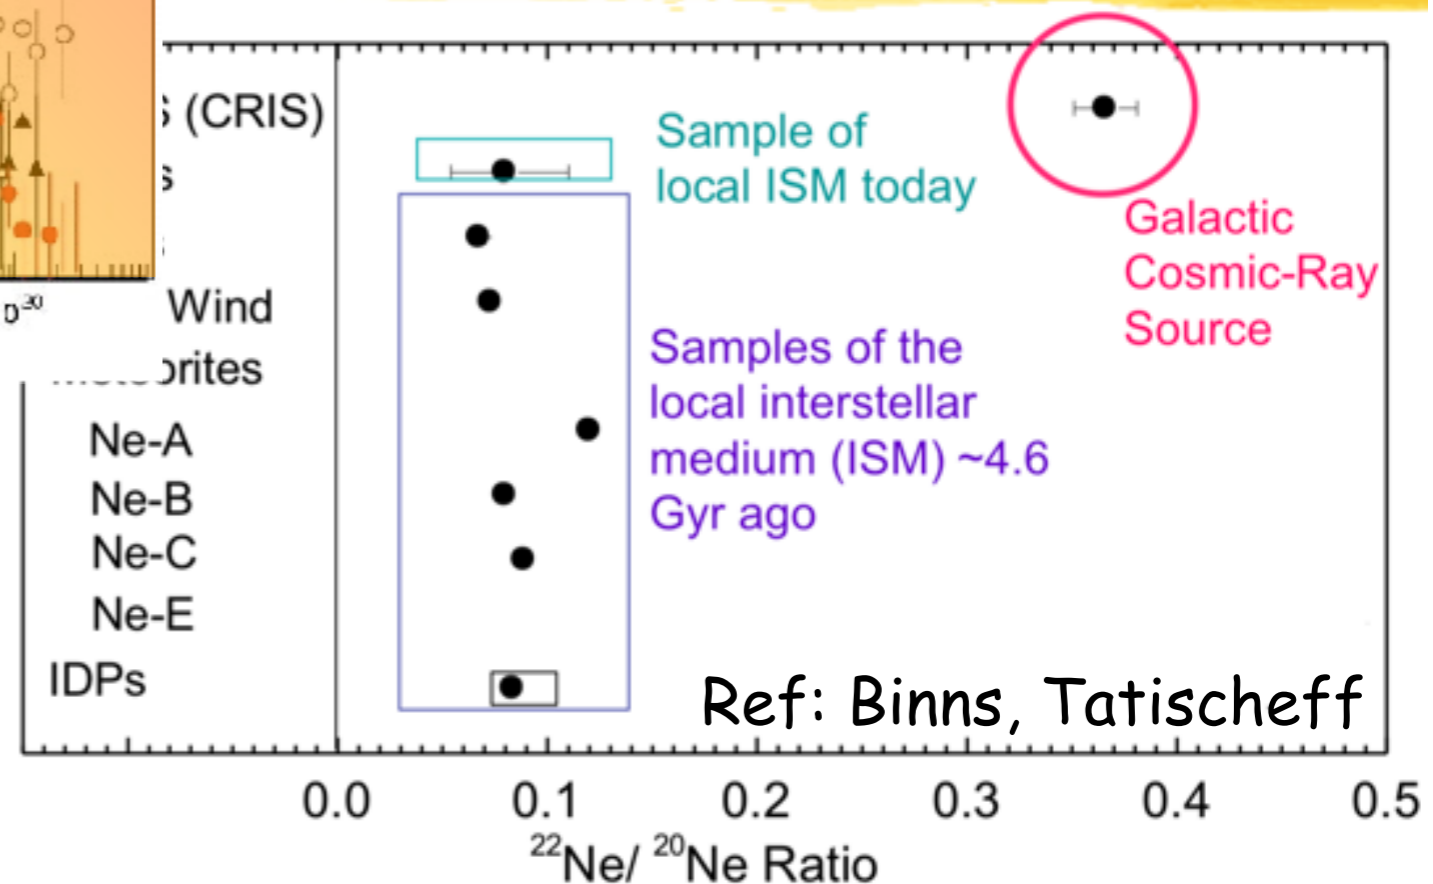 (CRIS)
Sample of
local ISM today
Galactic
Cosmic-Ray
Source
Wind
Samples of the
local interstellar
medium (ISM) ~4.6
Gyr ago
Ne-A
Ne-B
Ne-C
Ne-E
IDPs
Ref: Binns, Tatischeff
0.0 0.1 0.2 0.3 0.4 0.5
²²Ne/ ²⁰Ne Ratio